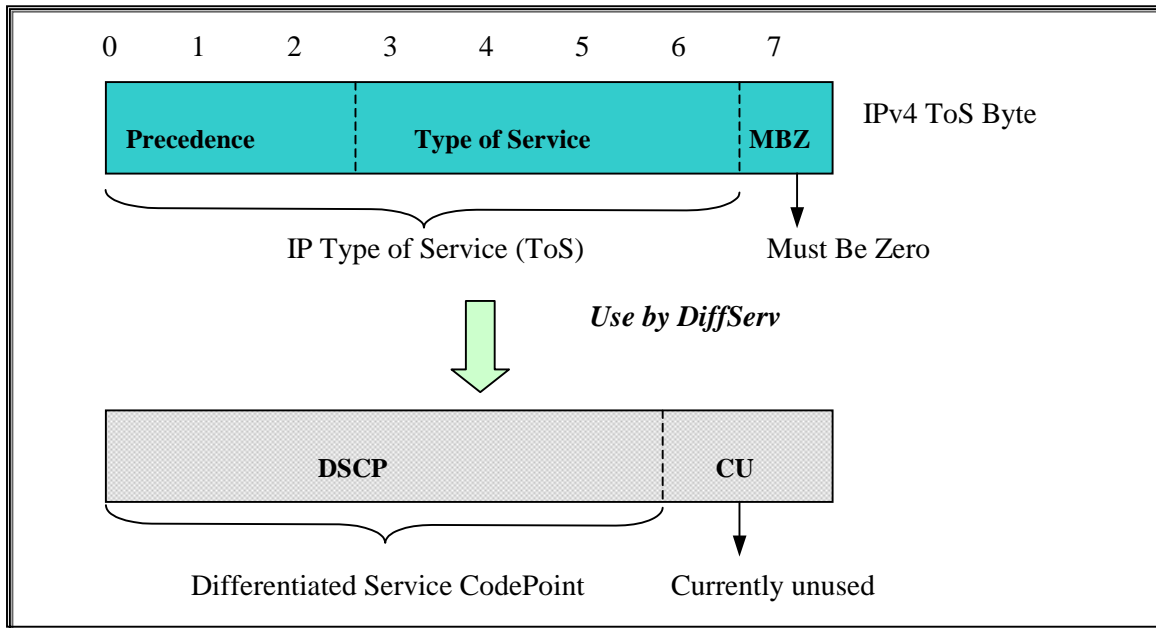 0 1 2 3 4 5 6 7
IPv4 ToS Byte
Precedence Type of Service MBZ
IP Type of Service (ToS) Must Be Zero
Use by DiffServ
DSCP CU
Differentiated Service CodePoint Currently unused